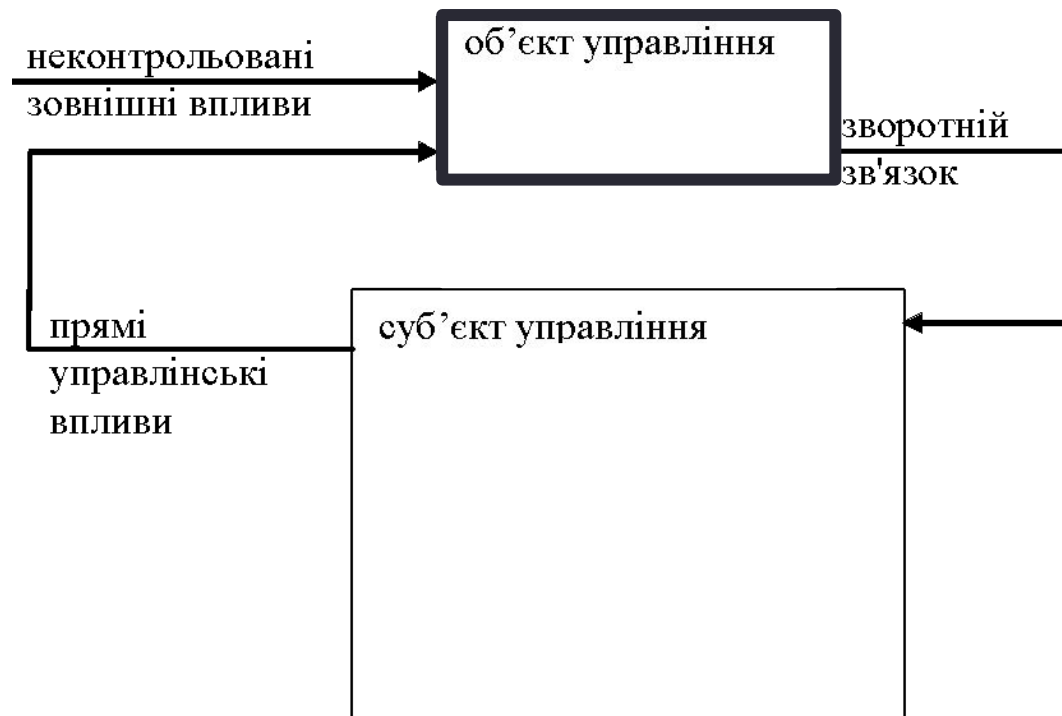 неконтрольовані
зовнішні впливи
об’єкт управління
зворотній
зв'язок
прямі
управлінські
впливи
суб’єкт управління